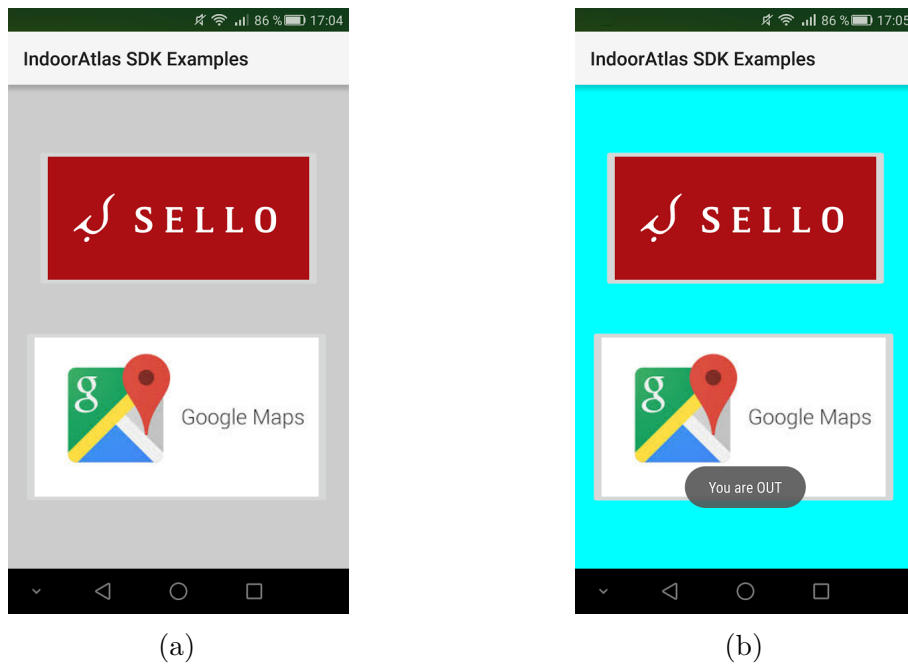 86 % 17:04
IndoorAtlas SDK Examples
SELLO
g
Google Maps
(a)
86 % 17:05
IndoorAtlas SDK Examples
SELLO
g
Google Maps
You are OUT
(b)